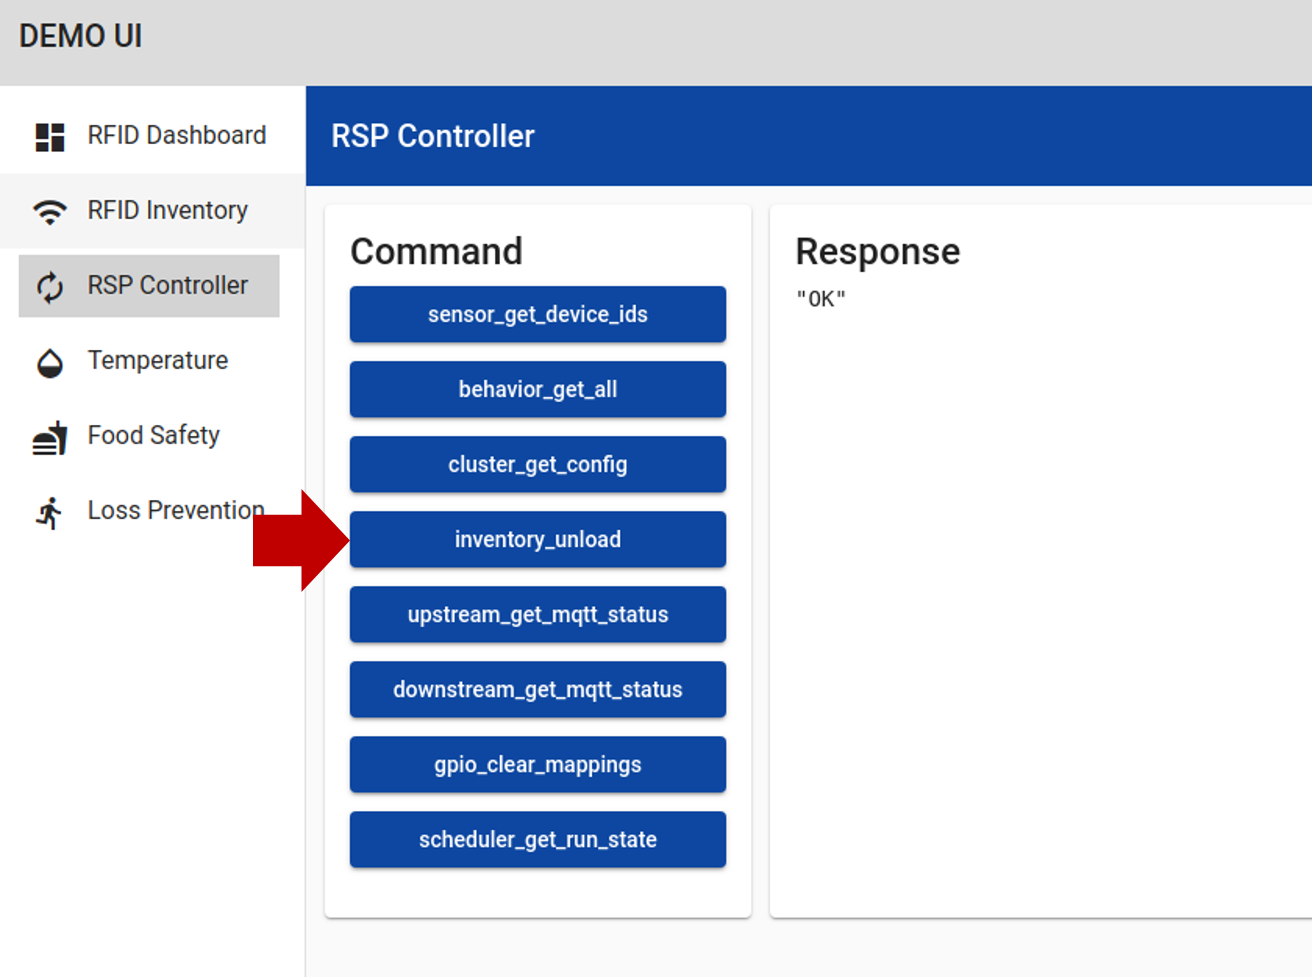 DEMO UI
RFID Dashboard
RFID Inventory
RSP Controller
Temperature
Food Safety
Loss Prevention
RSP Controller
Command
sensor_get_device_ids
behavior_get_all
cluster_get_config
inventory_unload
upstream_get_mqtt_status
downstream_get_mqtt_status
gpio_clear_mappings
scheduler_get_run_state
Response
"OK"